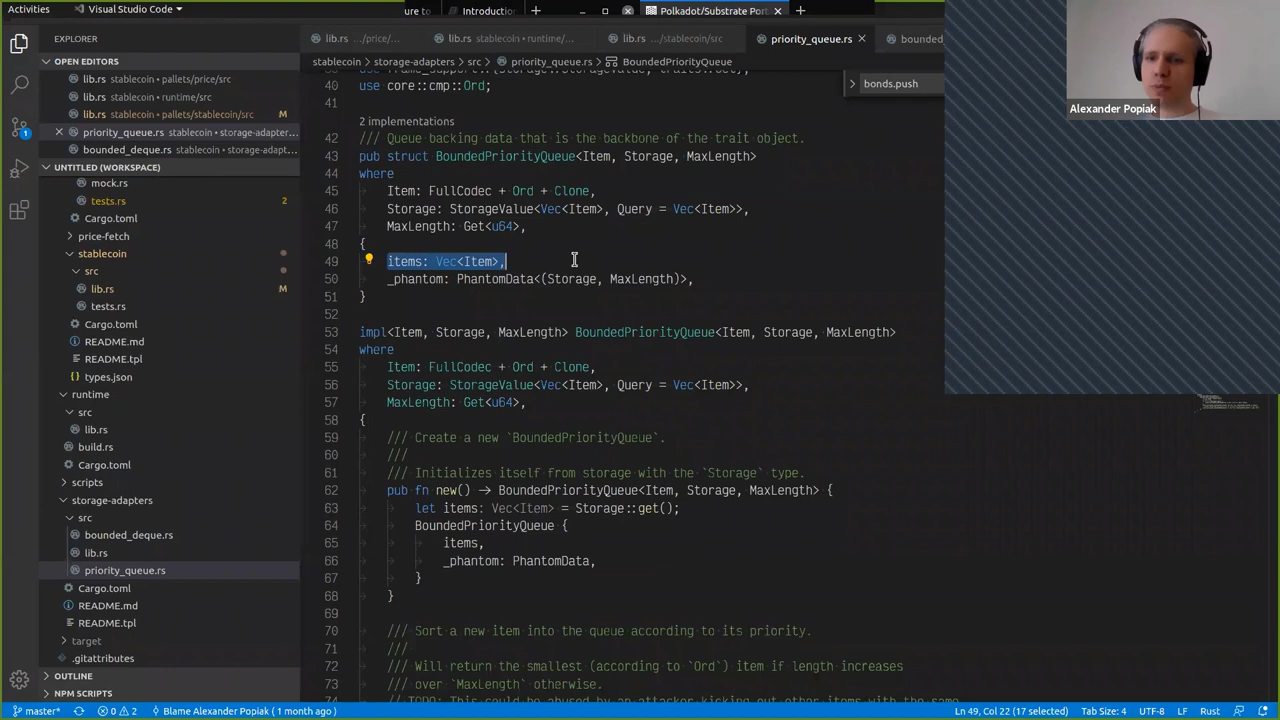 Activities
Visual Studio Code
ure to
Introduction
Polkadot/Substrate Port
EXPLORER
OPEN EDITORS
lib.rs stablecoin • pallets/price/src
lib.rs stablecoin • runtime/src
lib.rs stablecoin • pallets/stablecoin/src M
priority_queue.rs stablecoin • storage-adapter...
bounded_deque.rs stablecoin • storage-adapt...
UNTITLED (WORKSPACE)
mock.rs
tests.rs 2
Cargo.toml
price-fetch
stablecoin
src
lib.rs M
tests.rs
Cargo.toml
README.md
README.tpl
types.json
runtime
src
lib.rs
build.rs
Cargo.toml
scripts
storage-adapters
src
bounded_deque.rs
lib.rs
priority_queue.rs
Cargo.toml
README.md
README.tpl
target
.gitattributes
OUTLINE
NPM SCRIPTS
lib.rs .../price/...
lib.rs stablecoin • runtime/...
lib.rs .../stablecoin/src
priority_queue.rs
bounded
stablecoin > storage-adapters > src > priority_queue.rs > BoundedPriorityQueue
bonds.push
40 use core::cmp::Ord;
41
2 implementations
42 /// Queue backing data that is the backbone of the trait object.
43 pub struct BoundedPriorityQueue<Item, Storage, MaxLength>
44 where
45 Item: FullCodec + Ord + Clone,
46 Storage: StorageValue<Vec<Item>, Query = Vec<Item>>,
47 MaxLength: Get<u64>,
48 {
49 items: Vec<Item>,
50 _phantom: PhantomData<(Storage, MaxLength)>,
51 }
52
53 impl<Item, Storage, MaxLength> BoundedPriorityQueue<Item, Storage, MaxLength>
54 where
55 Item: FullCodec + Ord + Clone,
56 Storage: StorageValue<Vec<Item>, Query = Vec<Item>>,
57 MaxLength: Get<u64>,
58 {
59 /// Create a new `BoundedPriorityQueue`.
60 ///
61 /// Initializes itself from storage with the `Storage` type.
62 pub fn new() → BoundedPriorityQueue<Item, Storage, MaxLength> {
63 let items: Vec<Item> = Storage::get();
64 BoundedPriorityQueue {
65 items,
66 _phantom: PhantomData,
67 }
68 }
69
70 /// Sort a new item into the queue according to its priority.
71 ///
72 /// Will return the smallest (according to `Ord`) item if length increases
73 /// over `MaxLength` otherwise.
74 // TODO: This could be abused by an attacker kicking out other items with the same
Alexander Popiak
1
master*
0 2
Blame Alexander Popiak (1 month ago)
Ln 49, Col 22 (17 selected)
Tab Size: 4
UTF-8
LF
Rust